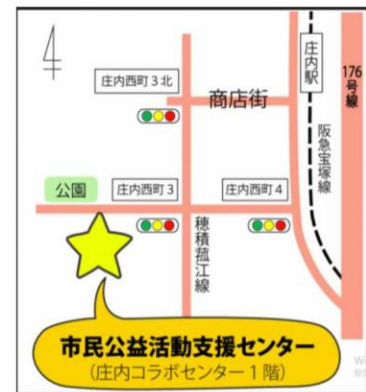 庄内駅
176号線
庄内西町3北
商店街
阪急宝塚線
公園
庄内西町3
庄内西町4
穂積菰江線
市民公益活動支援センター
(庄内コラボセンター1階)